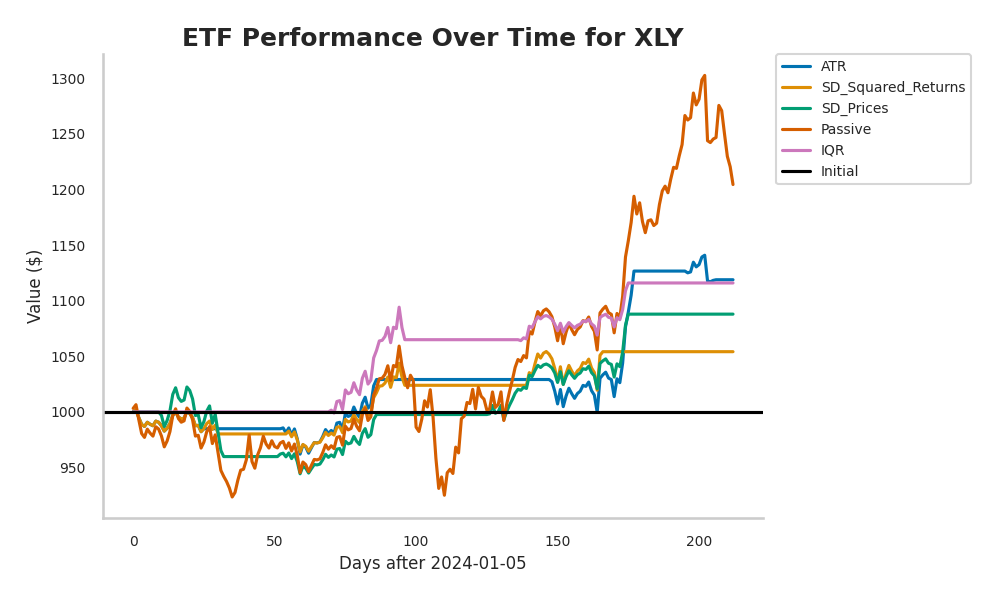 ETF Performance Over Time for XLY
1300
1250
1200
1150
1100
1050
1000
950
Value ($)
0 50 100 150 200
Days after 2024-01-05
ATR
SD_Squared_Returns
SD_Prices
Passive
IQR
Initial